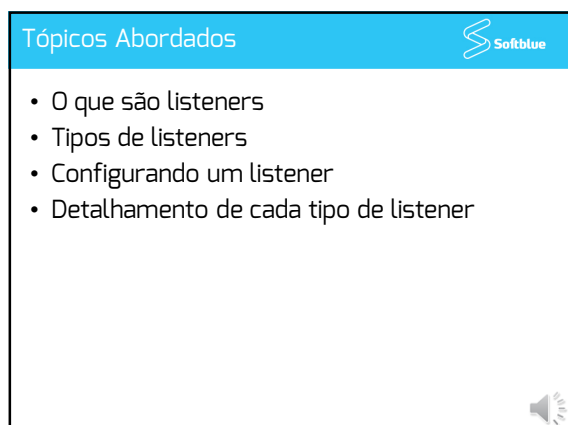 Tópicos Abordados
Softblue
• O que são listeners
• Tipos de listeners
• Configurando um listener
• Detalhamento de cada tipo de listener